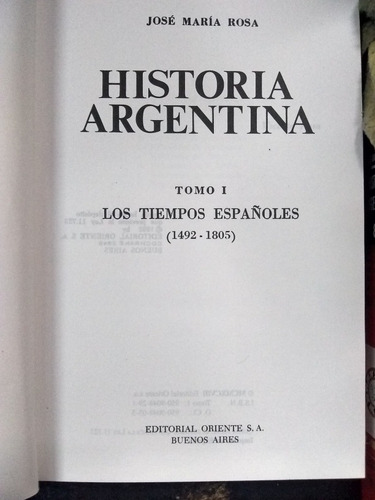 JOSÉ MARÍA ROSA
HISTORIA
ARGENTINA
TOMO I
LOS TIEMPOS ESPAÑOLES
(1492 - 1805)
EDITORIAL ORIENTE S. A.
BUENOS AIRES